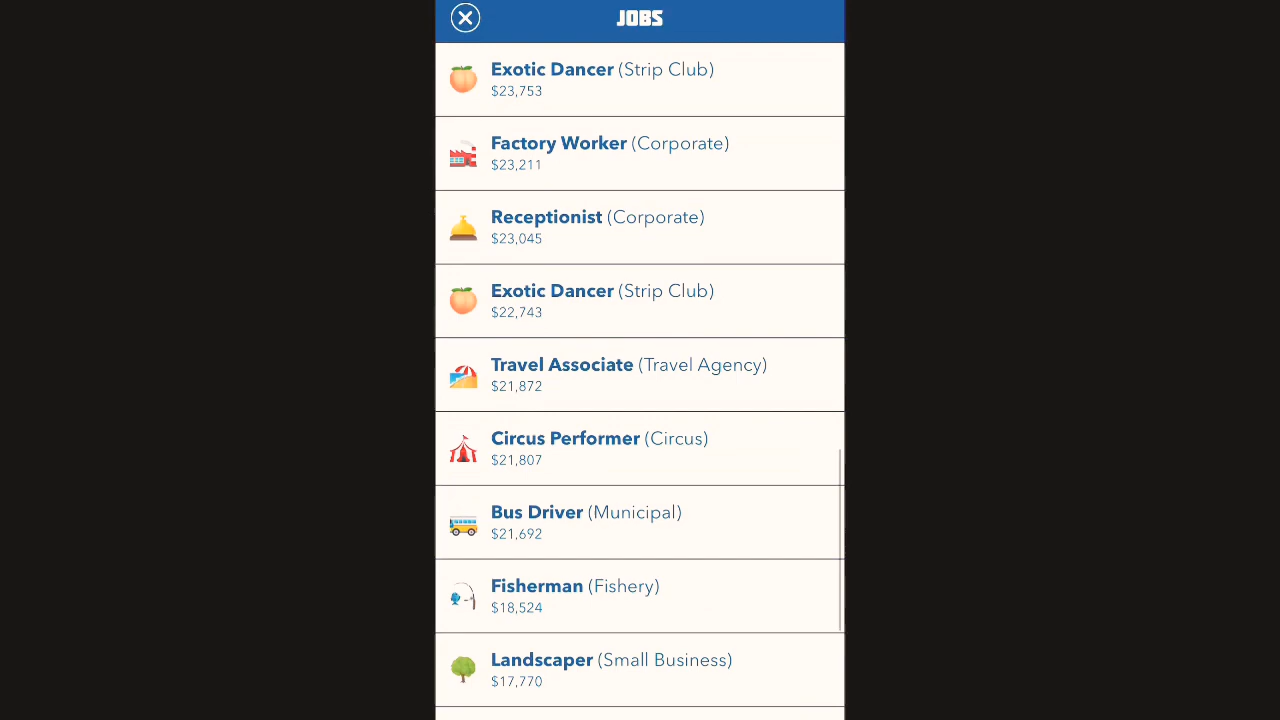 JOBS
Exotic Dancer (Strip Club)
$23,753
Factory Worker (Corporate)
$23,211
Receptionist (Corporate)
$23,045
Exotic Dancer (Strip Club)
$22,743
Travel Associate (Travel Agency)
$21,872
Circus Performer (Circus)
$21,807
Bus Driver (Municipal)
$21,692
Fisherman (Fishery)
$18,524
Landscaper (Small Business)
$17,770